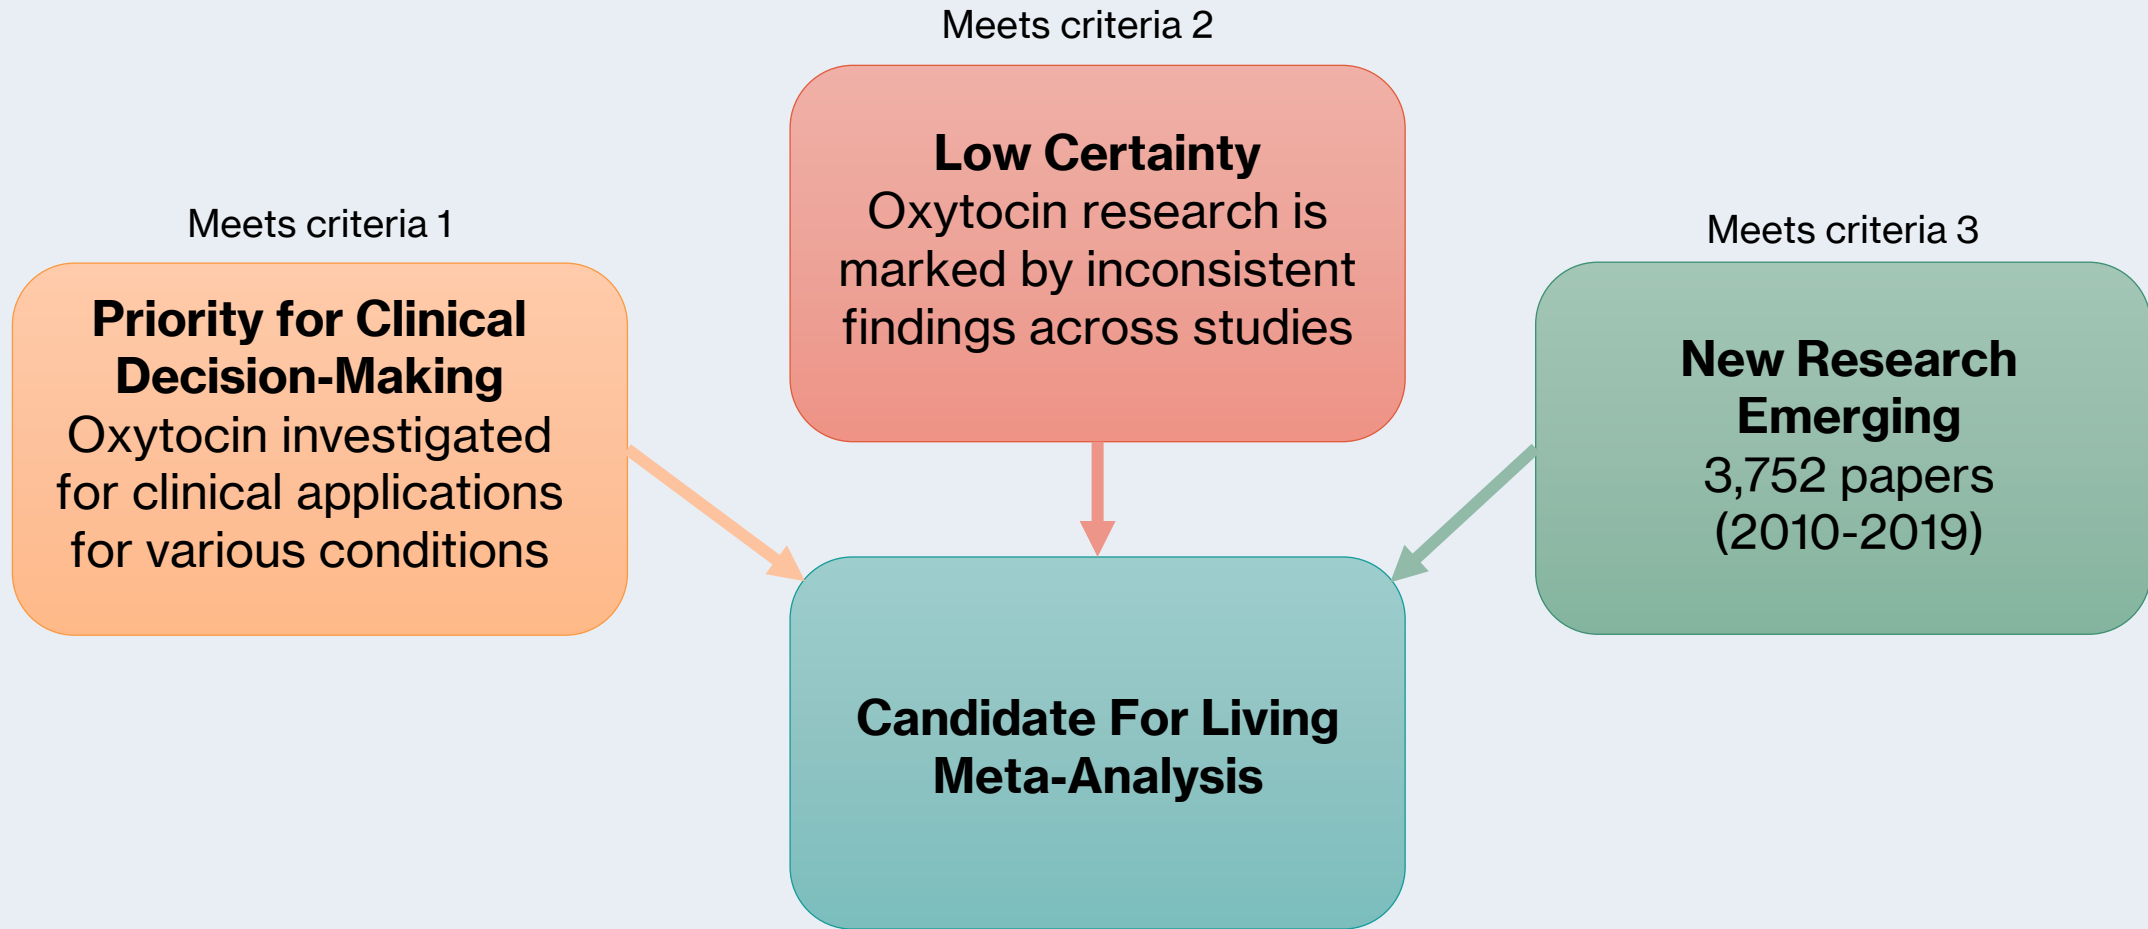 Meets criteria 1
Priority for Clinical
Decision-Making
Oxytocin investigated
for clinical applications
for various conditions
Meets criteria 2
Low Certainty
Oxytocin research is
marked by inconsistent
findings across studies
Meets criteria 3
New Research
Emerging
3,752 papers
(2010-2019)
Candidate For Living
Meta-Analysis